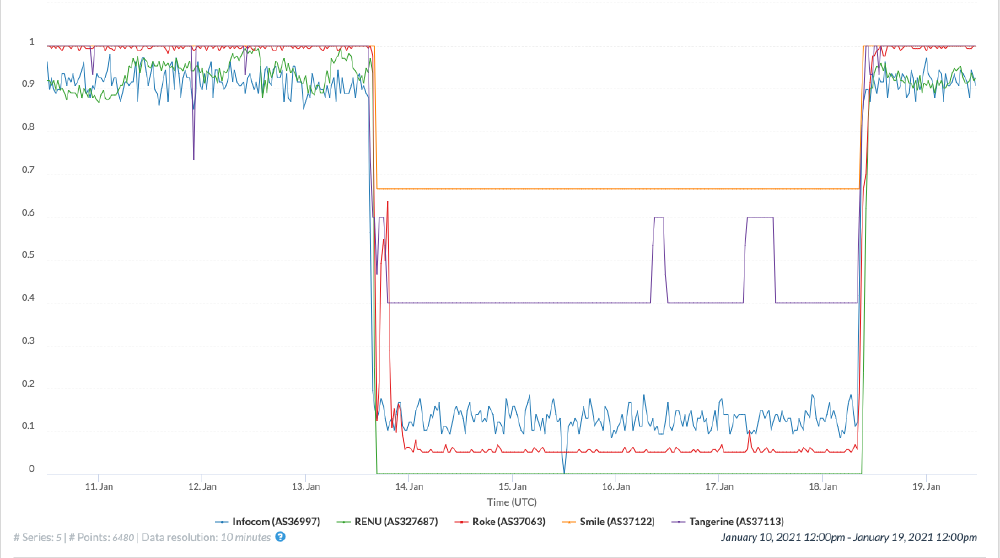 1
0.9
0.8
0.7
0.6
0.5
0.4
0.3
0.2
0.1
0
11. Jan 12. Jan 13. Jan 14. Jan 15. Jan 16. Jan 17. Jan 18. Jan 19. Jan
Time (UTC)
Infocom (AS36997) RENU (AS327687) Roke (AS37063) Smile (AS37122) Tangerine (AS37113)
# Series: 5 | # Points: 6480 | Data resolution: 10 minutes ? January 10, 2021 12:00pm - January 19, 2021 12:00pm